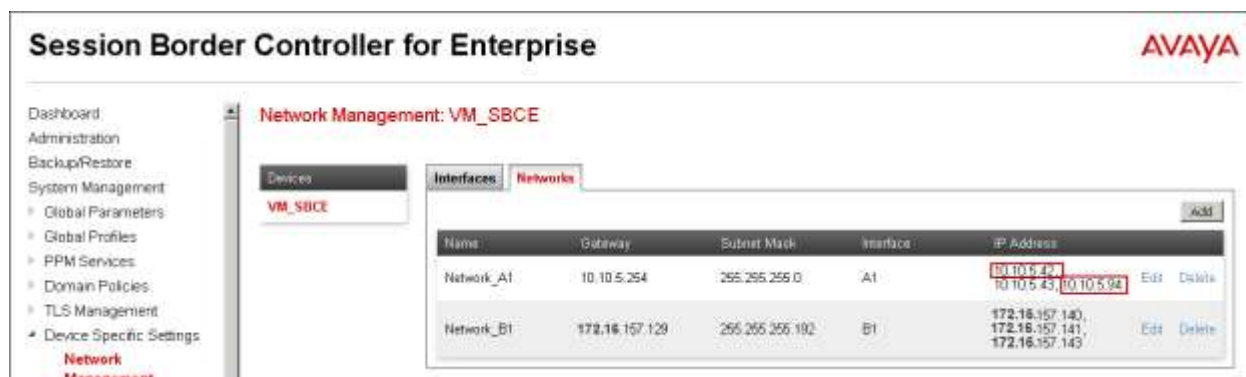 Session Border Controller for Enterprise
AVAYA
Dashboard
Administration
Backup/Restore
System Management
Global Parameters
Global Profiles
PPM Services
Domain Policies
TLS Management
Device Specific Settings
Network
Management
Network Management: VM_SBCE
Devices
VM_SBCE
Interfaces Networks
Add
Name Gateway Subnet Mask Interface IP Address
Network_A1 10.10.5.254 255.255.255.0 A1 10.10.5.42,
10.10.5.43, 10.10.5.94 Edit Delete
Network_B1 172.16.157.129 255.255.255.192 B1 172.16.157.140,
172.16.157.141,
172.16.157.143 Edit Delete